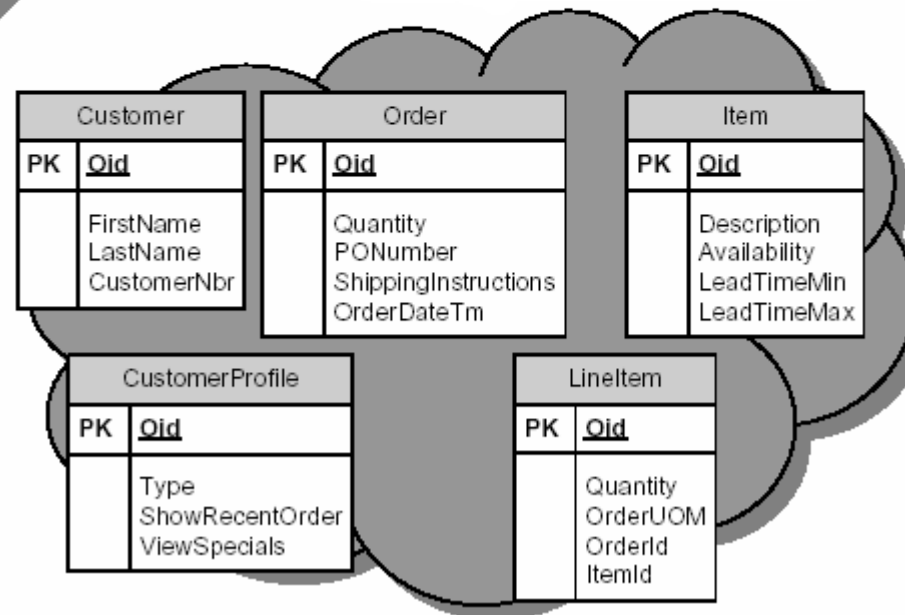 Customer
PK Oid
FirstName
LastName
CustomerNbr
Order
PK Oid
Quantity
PONumber
ShippingInstructions
OrderDateTm
Item
PK Oid
Description
Availability
LeadTimeMin
LeadTimeMax
CustomerProfile
PK Oid
Type
ShowRecentOrder
ViewSpecials
LineItem
PK Oid
Quantity
OrderUOM
OrderId
ItemId